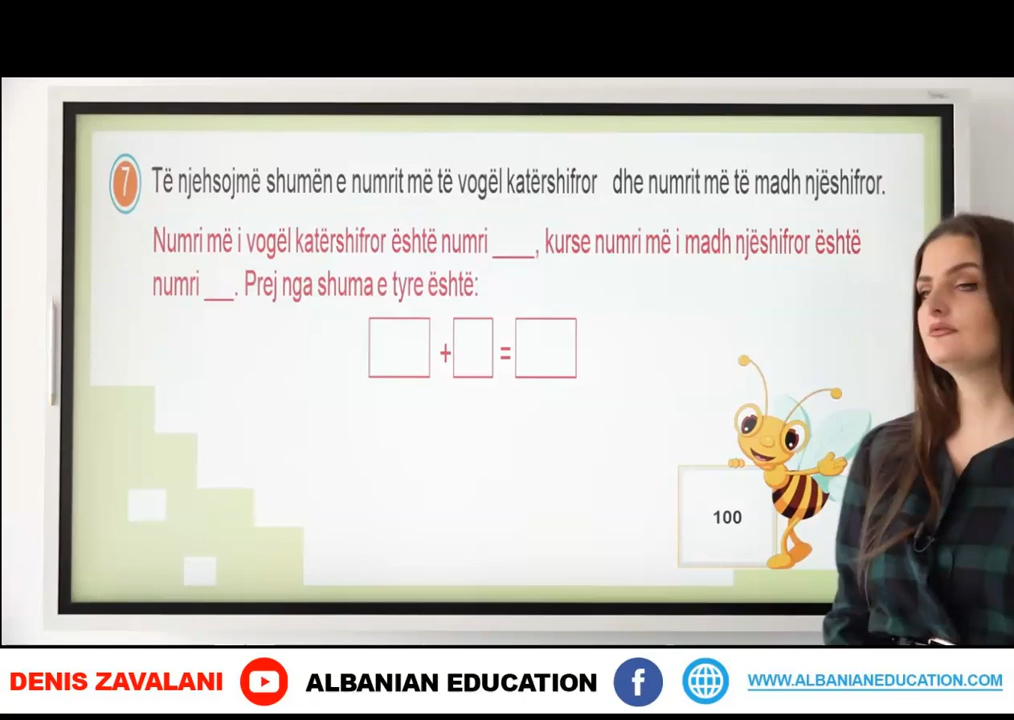 7 Të njehsojmë shumën e numrit më të vogël katërshifror dhe numrit më të madh njëshifror.
Numri më i vogël katërshifror është numri ____, kurse numri më i madh njëshifror është
numri ___. Prej nga shuma e tyre është:
+ =
100
DENIS ZAVALANI ALBANIAN EDUCATION f WWW.ALBANIANEDUCATION.COM